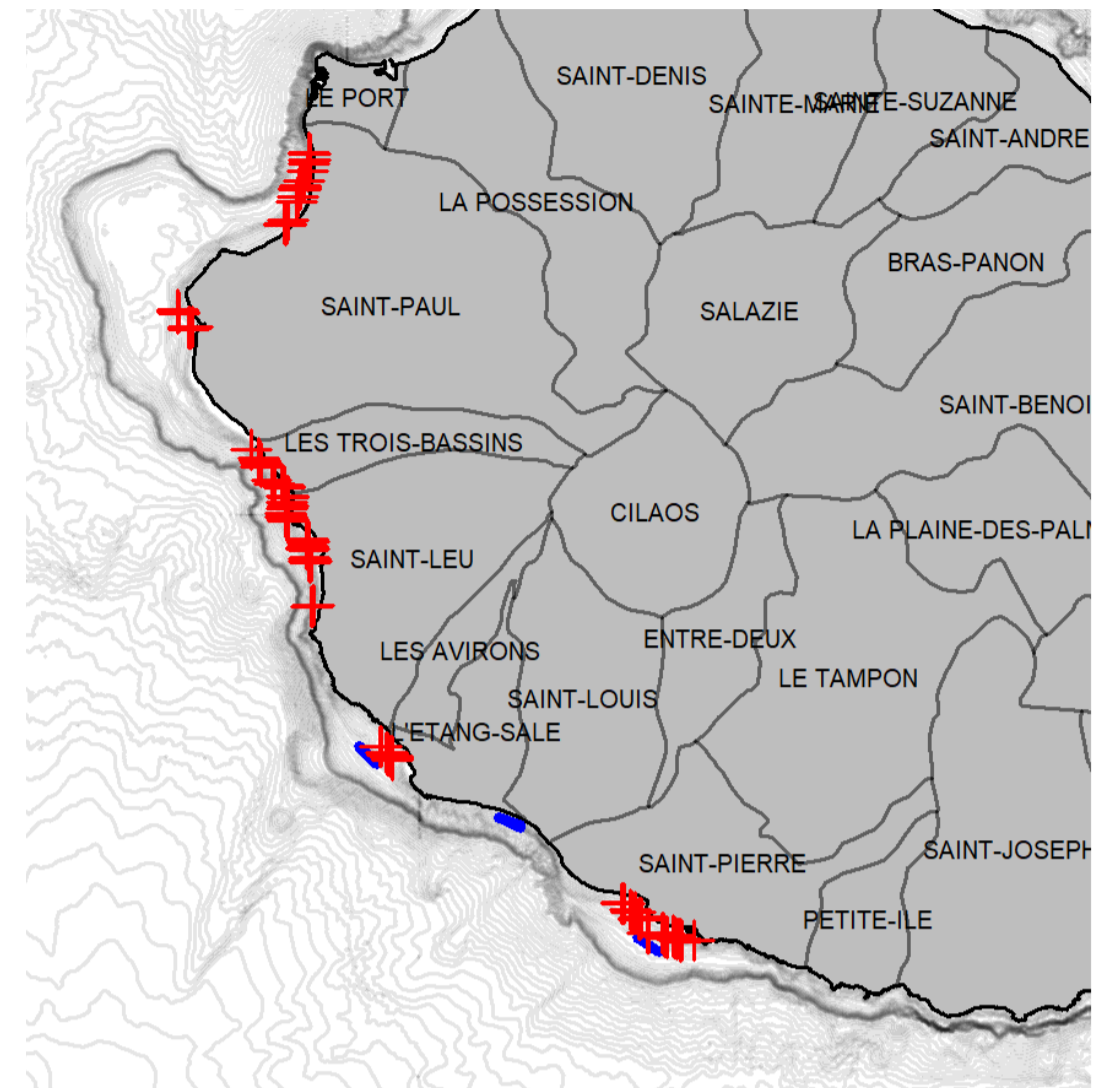 SAINT-DENIS
LE PORT
SAINTE-MARIE
SAINTE-SUZANNE
SAINT-ANDRE
LA POSSESSION
BRAS-PANON
SAINT-PAUL
SALAZIE
SAINT-BENOI
LES TROIS-BASSINS
CILAOS
LA PLAINE-DES-PALM
SAINT-LEU
ENTRE-DEUX
LES AVIRONS
LE TAMPON
SAINT-LOUIS
L'ETANG-SALE
SAINT-JOSEPH
SAINT-PIERRE
PETITE-ILE